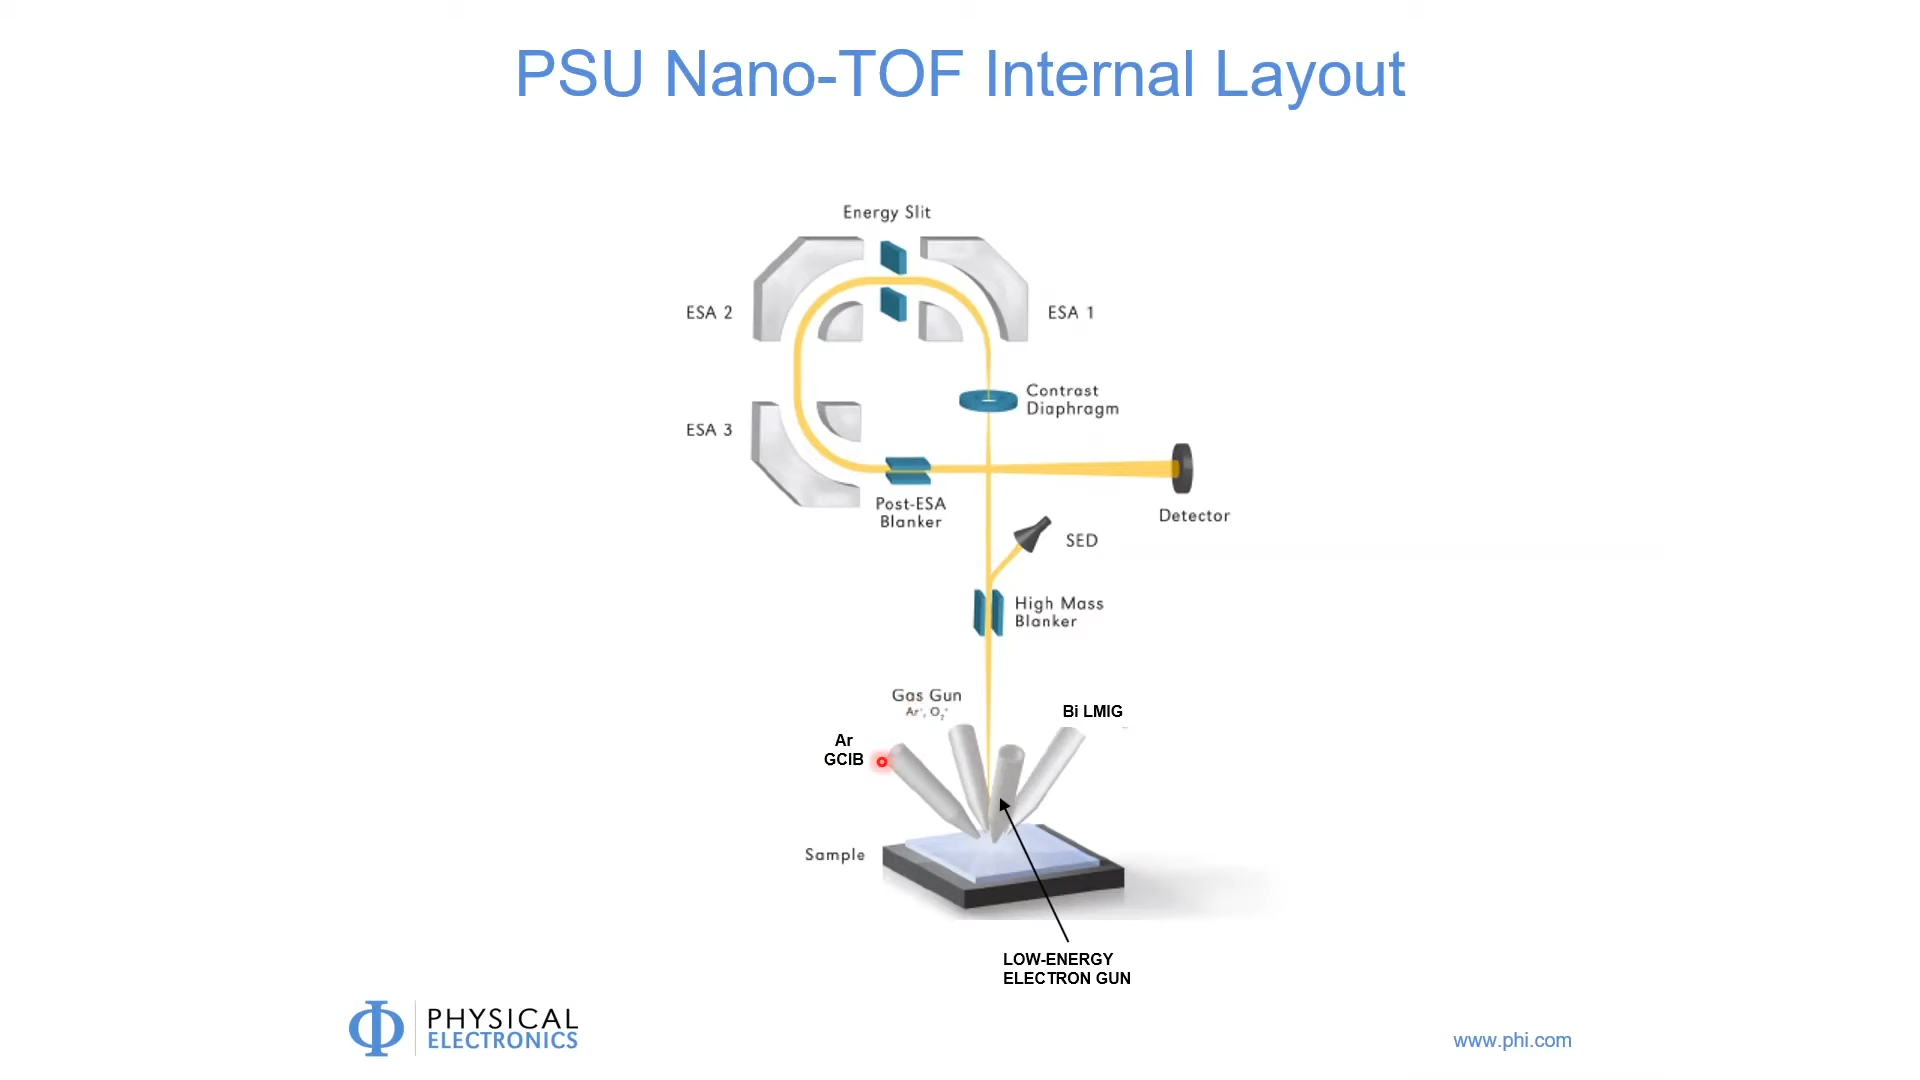 PSU Nano-TOF Internal Layout
Energy Slit
ESA 2
ESA 1
Contrast
Diaphragm
ESA 3
Post-ESA
Blanker
Detector
SED
High Mass
Blanker
Gas Gun
Ar⁺, O₂⁺
Bi LMIG
Ar
GCIB
Sample
LOW-ENERGY
ELECTRON GUN
PHYSICAL
ELECTRONICS
www.phi.com